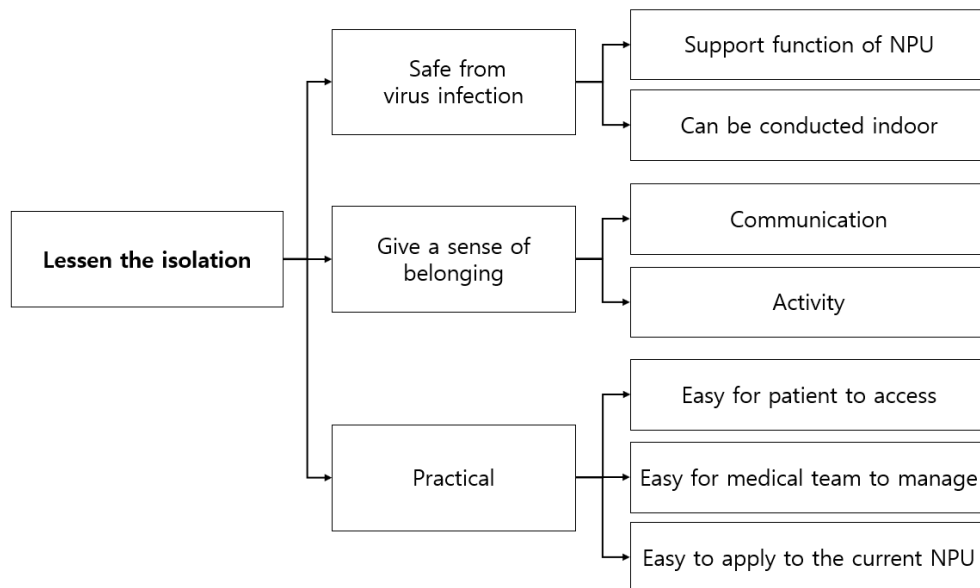 Lessen the isolation
Safe from
virus infection
Support function of NPU
Can be conducted indoor
Give a sense of
belonging
Communication
Activity
Practical
Easy for patient to access
Easy for medical team to manage
Easy to apply to the current NPU